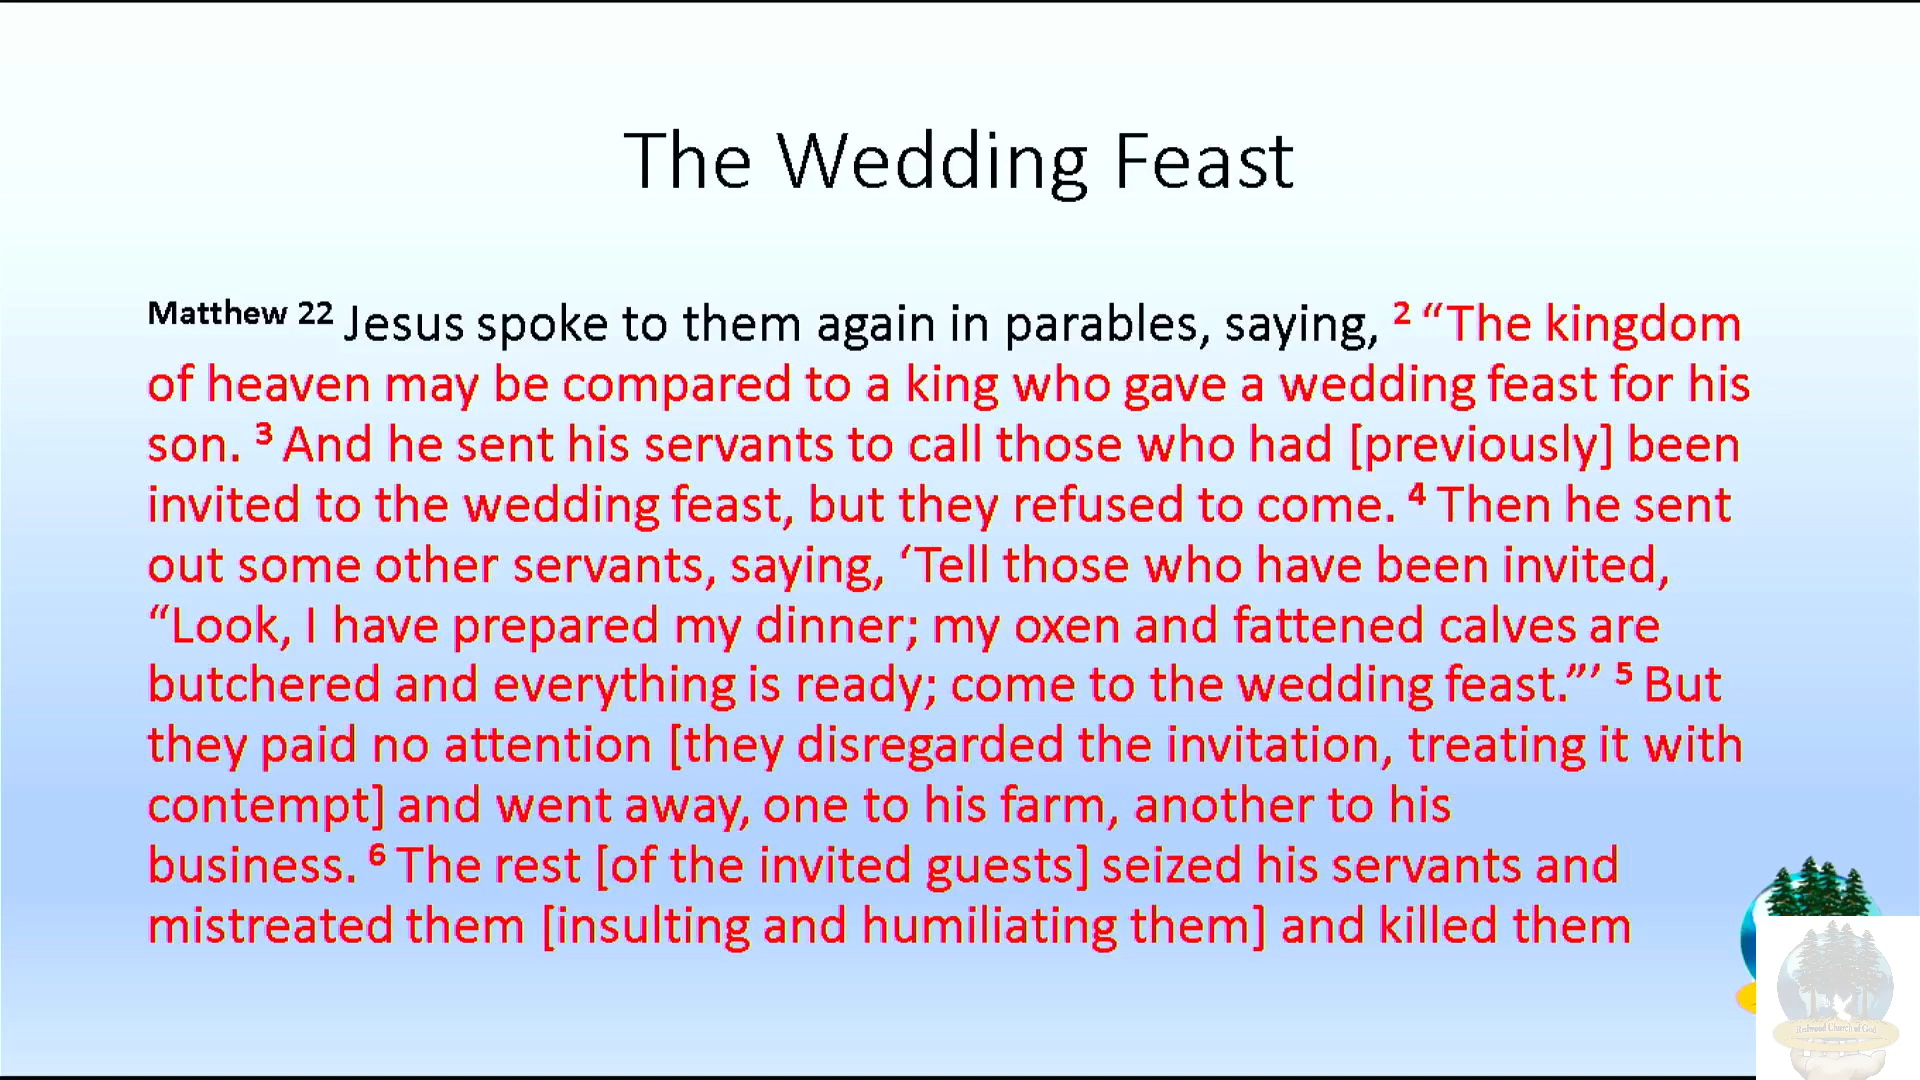 The Wedding Feast
Matthew 22 Jesus spoke to them again in parables, saying, 2 “The kingdom
of heaven may be compared to a king who gave a wedding feast for his
son. 3 And he sent his servants to call those who had [previously] been
invited to the wedding feast, but they refused to come. 4 Then he sent
out some other servants, saying, ‘Tell those who have been invited,
“Look, I have prepared my dinner; my oxen and fattened calves are
butchered and everything is ready; come to the wedding feast.”’ 5 But
they paid no attention [they disregarded the invitation, treating it with
contempt] and went away, one to his farm, another to his
business. 6 The rest [of the invited guests] seized his servants and
mistreated them [insulting and humiliating them] and killed them
Redwood Church of God